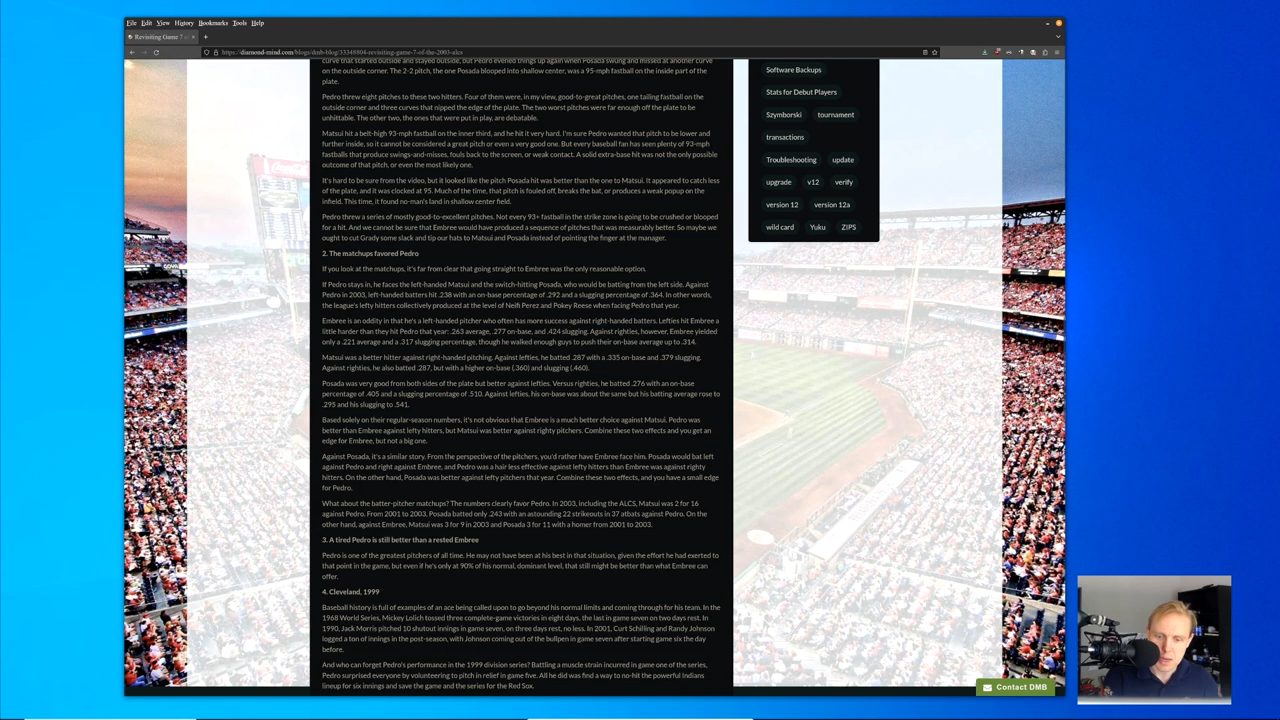 File Edit View History Bookmarks Tools Help
Revisiting Game 7
https://diamond-mind.com/blogs/dmb-blog/33348804-revisiting-game-7-of-the-2003-alcs
curve that started outside and stayed outside, but Pedro evened things up again when Posada swung and missed at another curve
on the outside corner. The 2-2 pitch, the one Posada blooped into shallow center, was a 95-mph fastball on the inside part of the
plate.
Pedro threw eight pitches to these two hitters. Four of them were, in my view, good-to-great pitches, one tailing fastball on the
outside corner and three curves that nipped the edge of the plate. The two worst pitches were far enough off the plate to be
unhittable. The other two, the ones that were put in play, are debatable.
Matsui hit a belt-high 93-mph fastball on the inner third, and he hit it very hard. I'm sure Pedro wanted that pitch to be lower and
further inside, so it cannot be considered a great pitch or even a very good one. But every baseball fan has seen plenty of 93-mph
fastballs that produce swings-and-misses, fouls back to the screen, or weak contact. A solid extra-base hit was not the only possible
outcome of that pitch, or even the most likely one.
It's hard to be sure from the video, but it looked like the pitch Posada hit was better than the one to Matsui. It appeared to catch less
of the plate, and it was clocked at 95. Much of the time, that pitch is fouled off, breaks the bat, or produces a weak popup on the
infield. This time, it found no-man's land in shallow center field.
Pedro threw a series of mostly good-to-excellent pitches. Not every 93+ fastball in the strike zone is going to be crushed or blooped
for a hit. And we cannot be sure that Embree would have produced a sequence of pitches that was measurably better. So maybe we
ought to cut Grady some slack and tip our hats to Matsui and Posada instead of pointing the finger at the manager.
2. The matchups favored Pedro
If you look at the matchups, it's far from clear that going straight to Embree was the only reasonable option.
If Pedro stays in, he faces the left-handed Matsui and the switch-hitting Posada, who would be batting from the left side. Against
Pedro in 2003, left-handed batters hit .238 with an on-base percentage of .292 and a slugging percentage of .364. In other words,
the league's lefty hitters collectively produced at the level of Neifi Perez and Pokey Reese when facing Pedro that year.
Embree is an oddity in that he's a left-handed pitcher who often has more success against right-handed batters. Lefties hit Embree a
little harder than they hit Pedro that year: .263 average, .277 on-base, and .424 slugging. Against righties, however, Embree yielded
only a .221 average and a .317 slugging percentage, though he walked enough guys to push their on-base average up to .314.
Matsui was a better hitter against right-handed pitching. Against lefties, he batted .287 with a .335 on-base and .379 slugging.
Against righties, he also batted .287, but with a higher on-base (.360) and slugging (.460).
Posada was very good from both sides of the plate but better against lefties. Versus righties, he batted .276 with an on-base
percentage of .405 and a slugging percentage of .510. Against lefties, his on-base was about the same but his batting average rose to
.295 and his slugging to .541.
Based solely on their regular-season numbers, it's not obvious that Embree is a much better choice against Matsui. Pedro was
better than Embree against lefty hitters, but Matsui was better against righty pitchers. Combine these two effects and you get an
edge for Embree, but not a big one.
Against Posada, it's a similar story. From the perspective of the pitchers, you'd rather have Embree face him. Posada would bat left
against Pedro and right against Embree, and Pedro was a hair less effective against lefty hitters than Embree was against righty
hitters. On the other hand, Posada was better against lefty pitchers that year. Combine these two effects, and you have a small edge
for Pedro.
What about the batter-pitcher matchups? The numbers clearly favor Pedro. In 2003, including the ALCS, Matsui was 2 for 16
against Pedro. From 2001 to 2003, Posada batted only .243 with an astounding 22 strikeouts in 37 atbats against Pedro. On the
other hand, against Embree, Matsui was 3 for 9 in 2003 and Posada 3 for 11 with a homer from 2001 to 2003.
3. A tired Pedro is still better than a rested Embree
Pedro is one of the greatest pitchers of all time. He may not have been at his best in that situation, given the effort he had exerted to
that point in the game, but even if he's only at 90% of his normal, dominant level, that still might be better than what Embree can
offer.
4. Cleveland, 1999
Baseball history is full of examples of an ace being called upon to go beyond his normal limits and coming through for his team. In the
1968 World Series, Mickey Lolich tossed three complete-game victories in eight days, the last in game seven on two days rest. In
1990, Jack Morris pitched 10 shutout innings in game seven, on three days rest, no less. In 2001, Curt Schilling and Randy Johnson
logged a ton of innings in the post-season, with Johnson coming out of the bullpen in game seven after starting game six the day
before.
And who can forget Pedro's performance in the 1999 division series? Battling a muscle strain incurred in game one of the series,
Pedro surprised everyone by volunteering to pitch in relief in game five. All he did was find a way to no-hit the powerful Indians
lineup for six innings and save the game and the series for the Red Sox.
Software Backups
Stats for Debut Players
Szymborski tournament
transactions
Troubleshooting update
upgrade v12 verify
version 12 version 12a
wild card Yuku ZIPS
Contact DMB